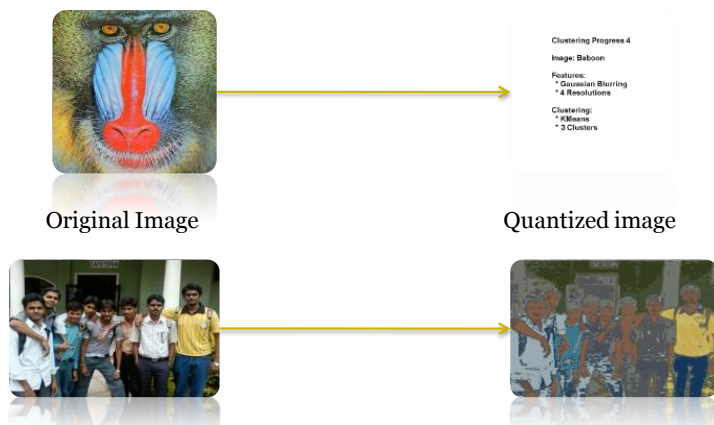 Clustering Progress 4
Image: Baboon
Features:
* Gaussian Blurring
* 4 Resolutions
Clustering:
* KMeans
* 3 Clusters
Original Image
Quantized image